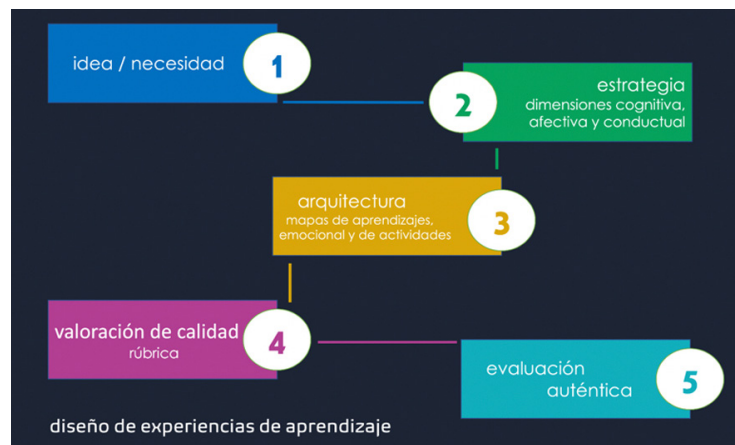 idea / necesidad
1
2
estrategia
dimensiones cognitiva,
afectiva y conductual
arquitectura
mapas de aprendizajes,
emocional y de actividades
3
valoración de calidad
rúbrica
4
evaluación
auténtica
5
diseño de experiencias de aprendizaje